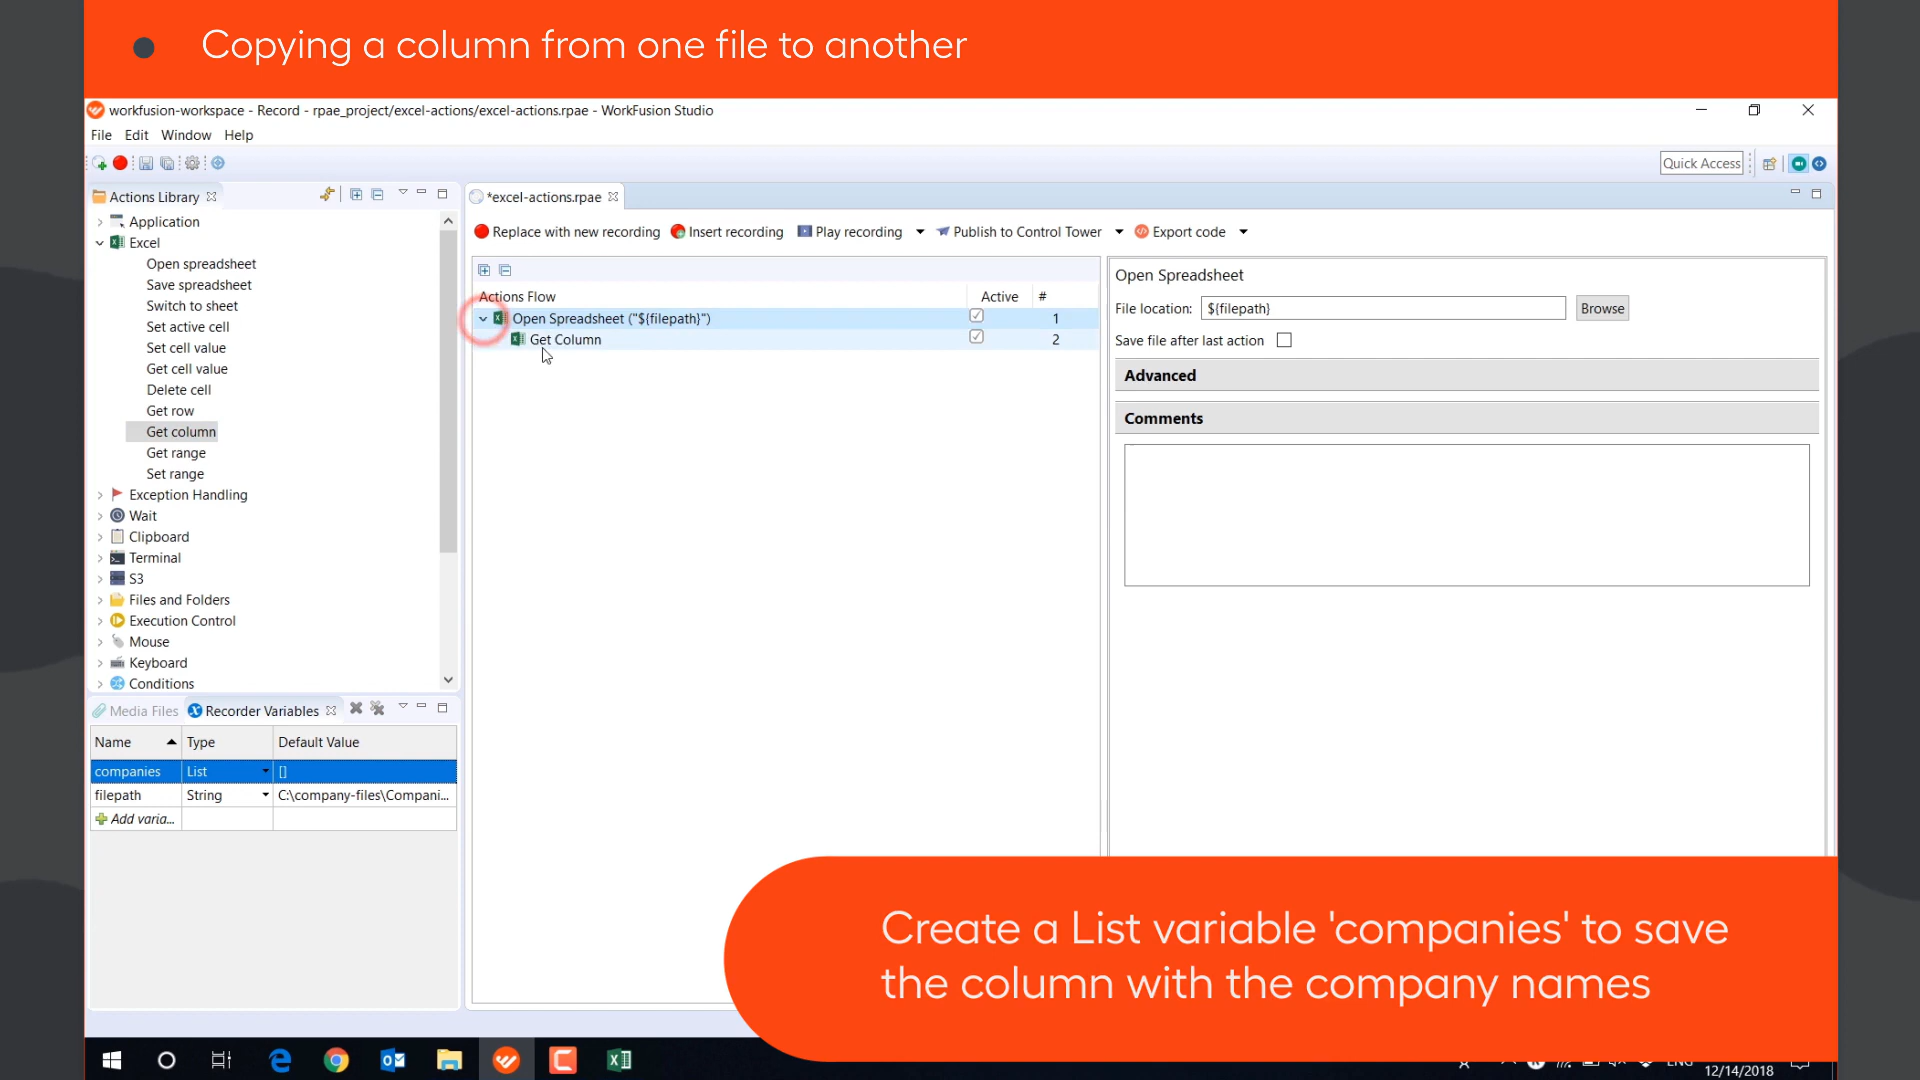 Copying a column from one file to another
workfusion-workspace - Record - rpae_project/excel-actions/excel-actions.rpae - WorkFusion Studio
File Edit Window Help
Quick Access
Actions Library
Application
Excel
Open spreadsheet
Save spreadsheet
Switch to sheet
Set active cell
Set cell value
Get cell value
Delete cell
Get row
Get column
Get range
Set range
Exception Handling
Wait
Clipboard
Terminal
S3
Files and Folders
Execution Control
Mouse
Keyboard
Conditions
Media Files Recorder Variables
Name Type Default Value
companies List []
filepath String C:\company-files\Compani...
Add varia...
*excel-actions.rpae
Replace with new recording Insert recording Play recording Publish to Control Tower Export code
Actions Flow Active #
Open Spreadsheet ("${filepath}") 1
Get Column 2
Open Spreadsheet
File location: ${filepath} Browse
Save file after last action
Advanced
Comments
Create a List variable 'companies' to save
the column with the company names
12/14/2018